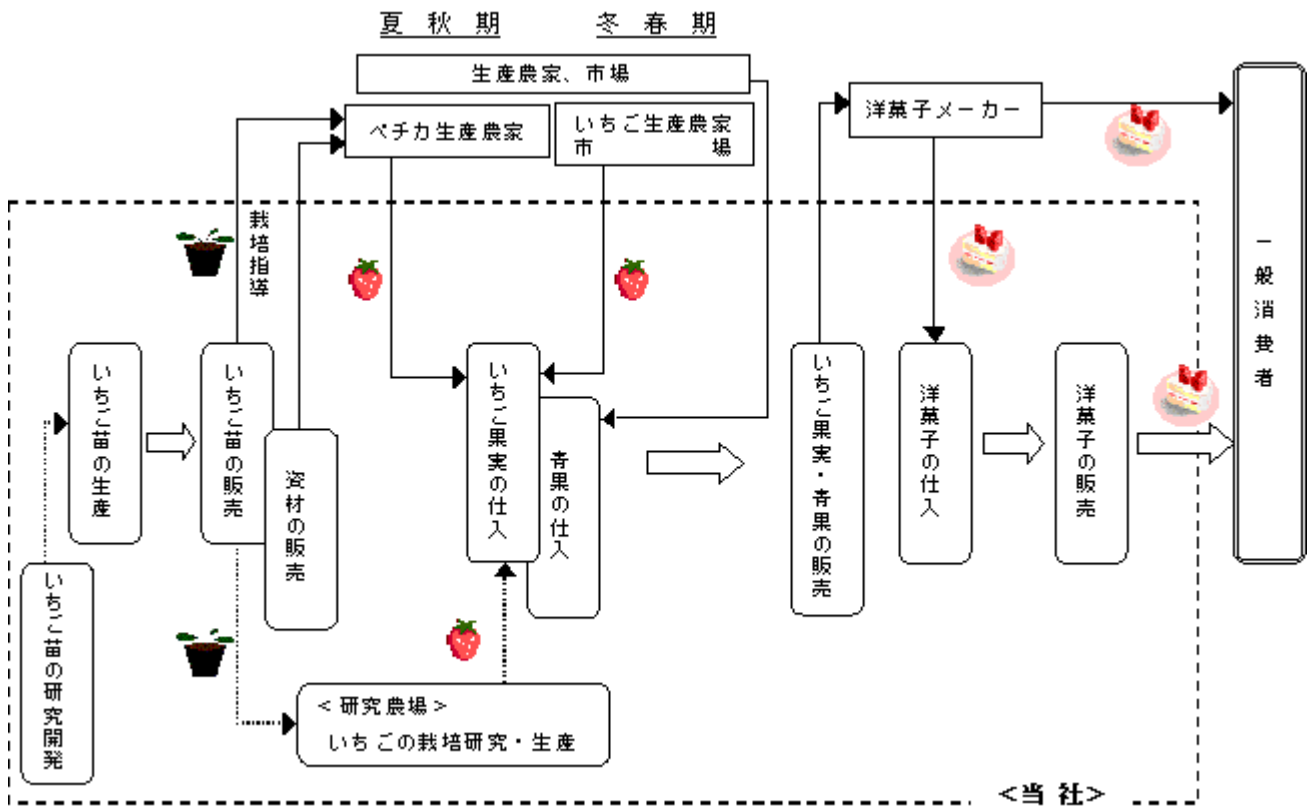 夏秋期
冬春期
生産農家、市場
ペチカ生産農家
いちご生産農家
市場
洋菓子メーカー
一般消費者
栽培指導
いちご苗の研究開発
いちご苗の生産
いちご苗の販売
資材の販売
いちご果実の仕入
青果の仕入
いちご果実・青果の販売
洋菓子の仕入
洋菓子の販売
<研究農場>
いちごの栽培研究・生産
<当社>